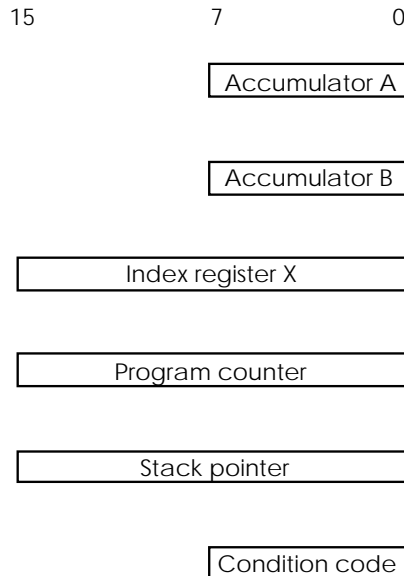 15 7 0
Accumulator A
Accumulator B
Index register X
Program counter
Stack pointer
Condition code